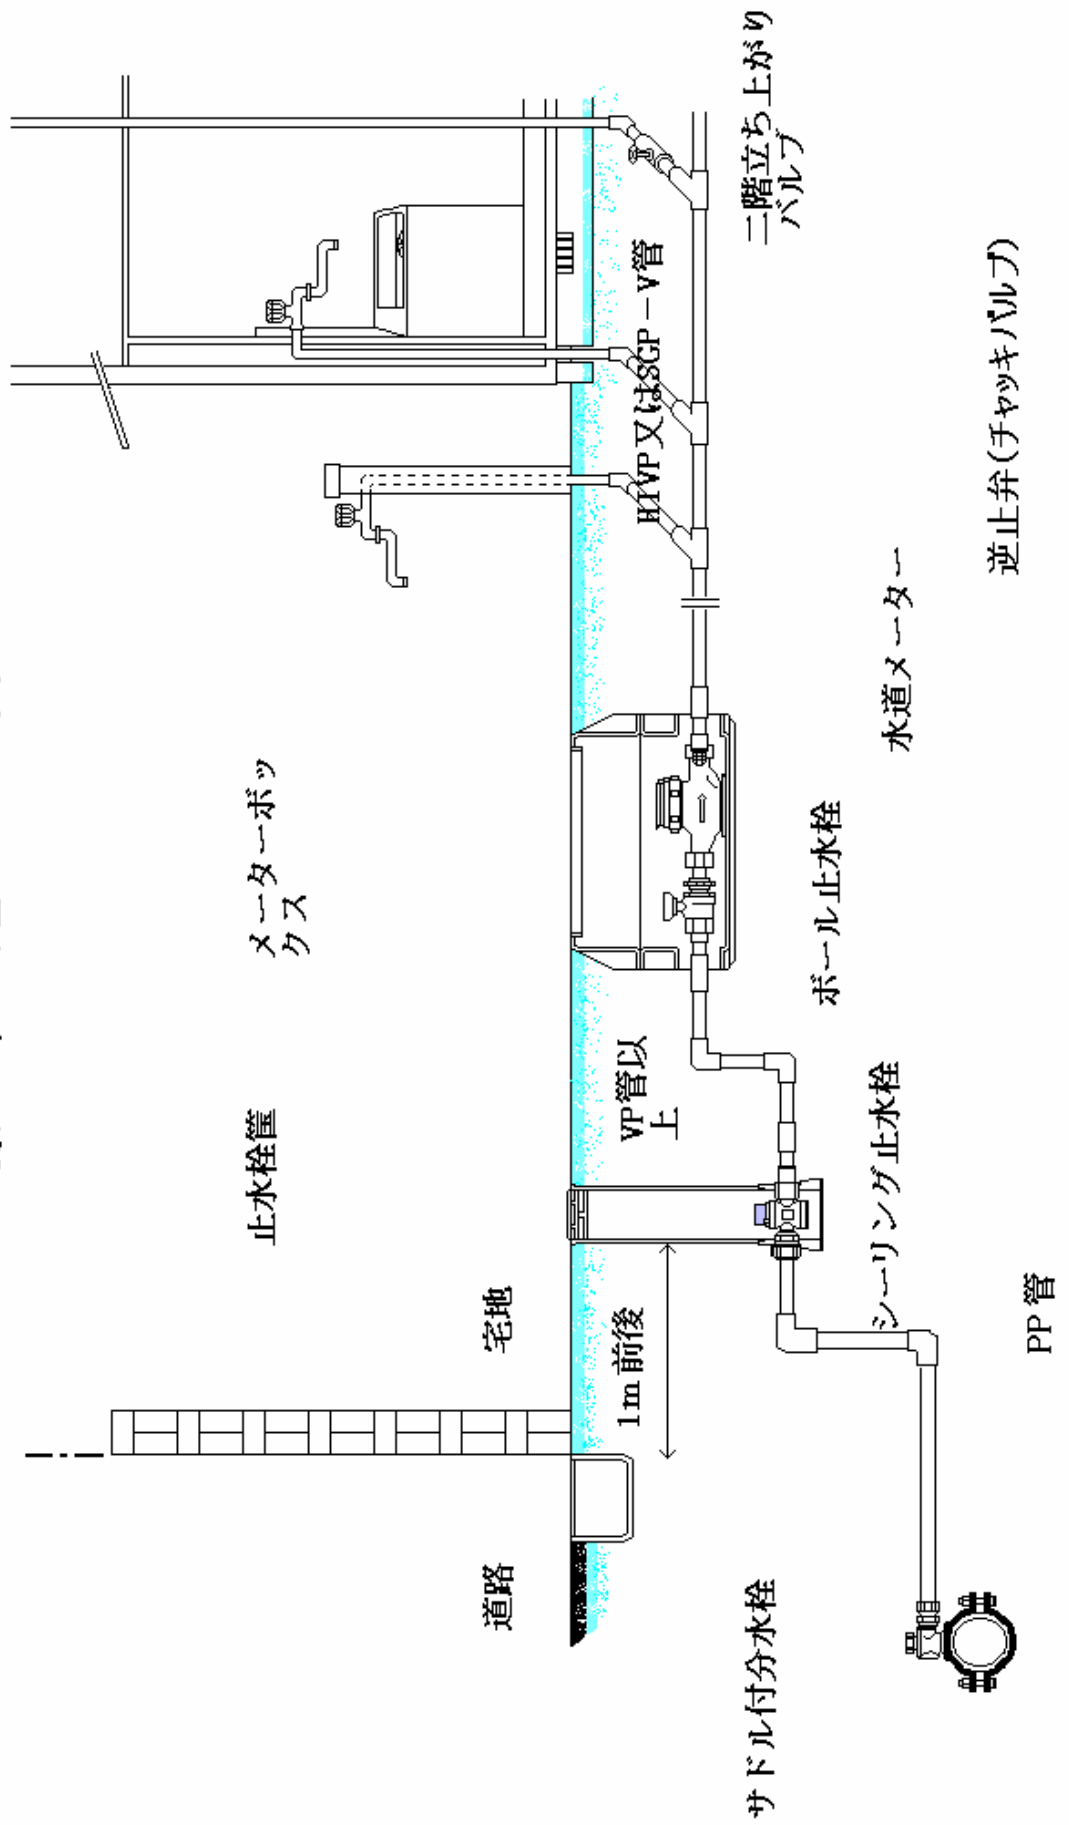 道路
宅地
止水栓筐
メーターボッ
クス
1m 前後
VP管以
上
HIVP又はSGP－V管
サドル付分水栓
シーリング止水栓
ボール止水栓
水道メーター
二階立ち上がり
バルブ
PP 管
逆止弁(チャッキバルブ)